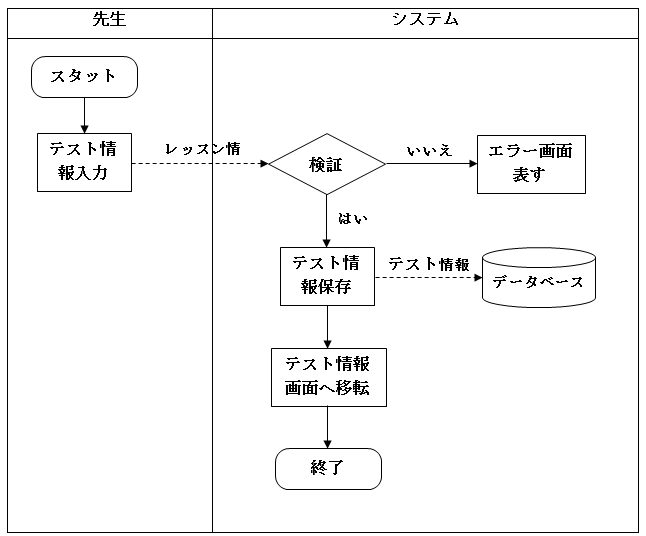 先生
システム
スタット
テスト情
報入力
レッスン情
検証
いいえ
エラー画面
表す
はい
テスト情
報保存
テスト情報
データベース
テスト情報
画面へ移転
終了